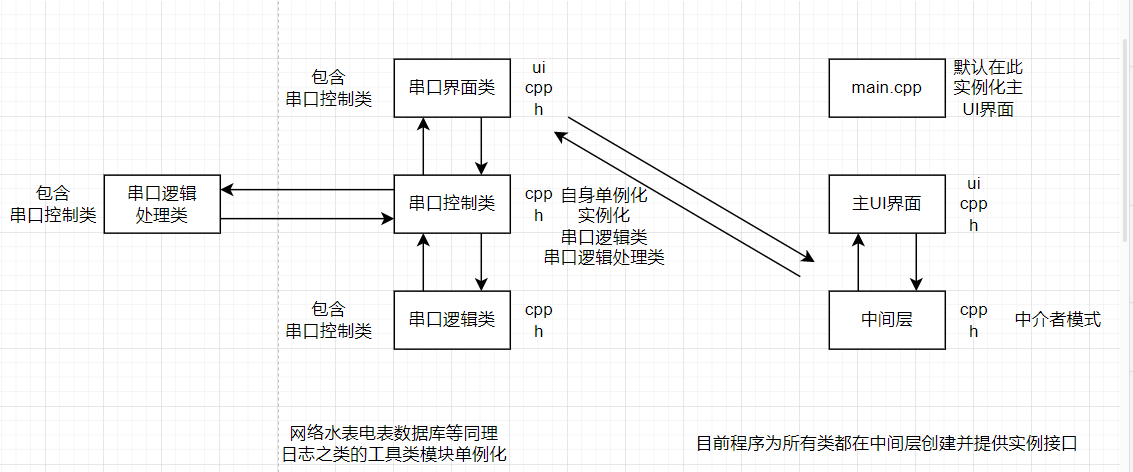 包含
串口控制类
串口界面类
ui
cpp
h
main.cpp
默认在此
实例化主
UI界面
包含
串口控制类
串口逻辑
处理类
串口控制类
cpp
h
自身单例化
实例化
串口逻辑类
串口逻辑处理类
主UI界面
ui
cpp
h
包含
串口控制类
串口逻辑类
cpp
h
中间层
cpp
h
中介者模式
网络水表电表数据库等同理
日志之类的工具类模块单例化
目前程序为所有类都在中间层创建并提供实例接口